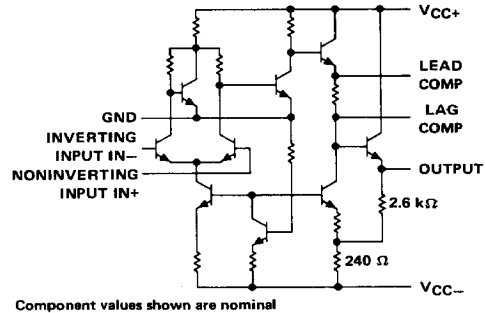 VCC+
LEAD
COMP
GND
LAG
COMP
INVERTING
INPUT IN−
NONINVERTING
INPUT IN+
OUTPUT
2.6 kΩ
240 Ω
VCC−
Component values shown are nominal